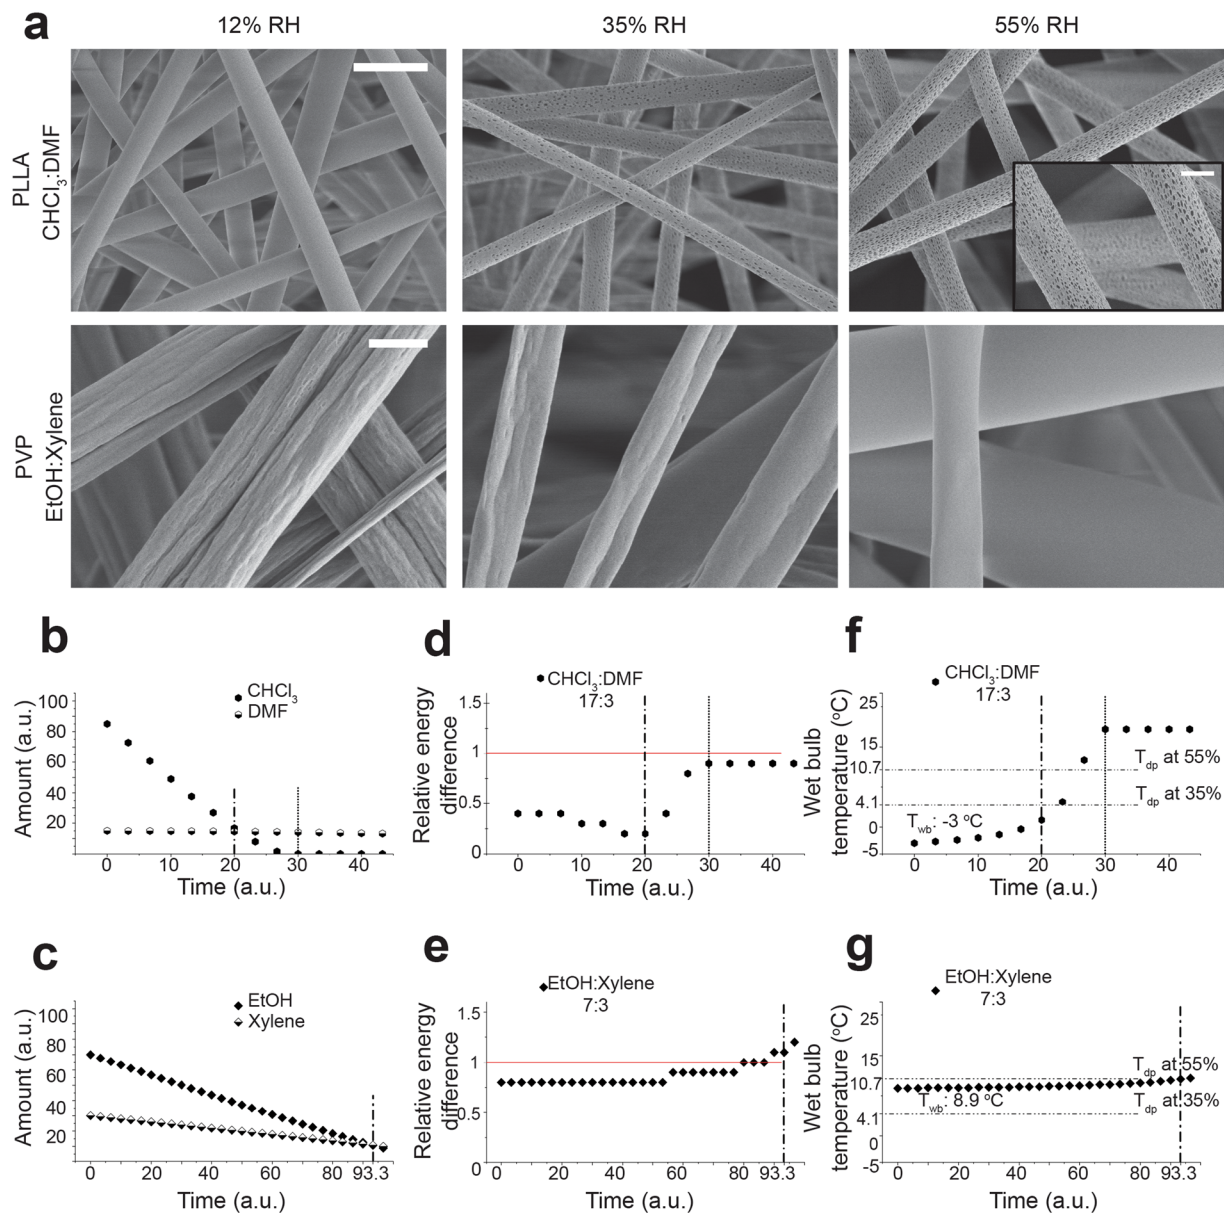 a
12% RH
35% RH
55% RH
PLLA
CHCl3:DMF
PVP
EtOH:Xylene
b
CHCl3
DMF
Amount (a.u.)
100
80
60
40
20
0
10
20
30
40
Time (a.u.)
d
CHCl3:DMF
17:3
Relative energy
difference
1.5
1
0.5
0
0
10
20
30
40
Time (a.u.)
f
CHCl3:DMF
17:3
Wet bulb
temperature (ºC)
25
15
10.7
4.1
0
-5
Tdp at 55%
Tdp at 35%
Twb: -3 ºC
0
10
20
30
40
Time (a.u.)
c
EtOH
Xylene
Amount (a.u.)
100
80
60
40
20
0
20
40
60
80
93.3
Time (a.u.)
e
EtOH:Xylene
7:3
Relative energy
difference
1.5
1
0.5
0
0
20
40
60
80
93.3
Time (a.u.)
g
EtOH:Xylene
7:3
Wet bulb
temperature (ºC)
25
15
10.7
4.1
0
-5
Tdp at 55%
Tdp at 35%
Twb: 8.9 ºC
0
20
40
60
80
93.3
Time (a.u.)